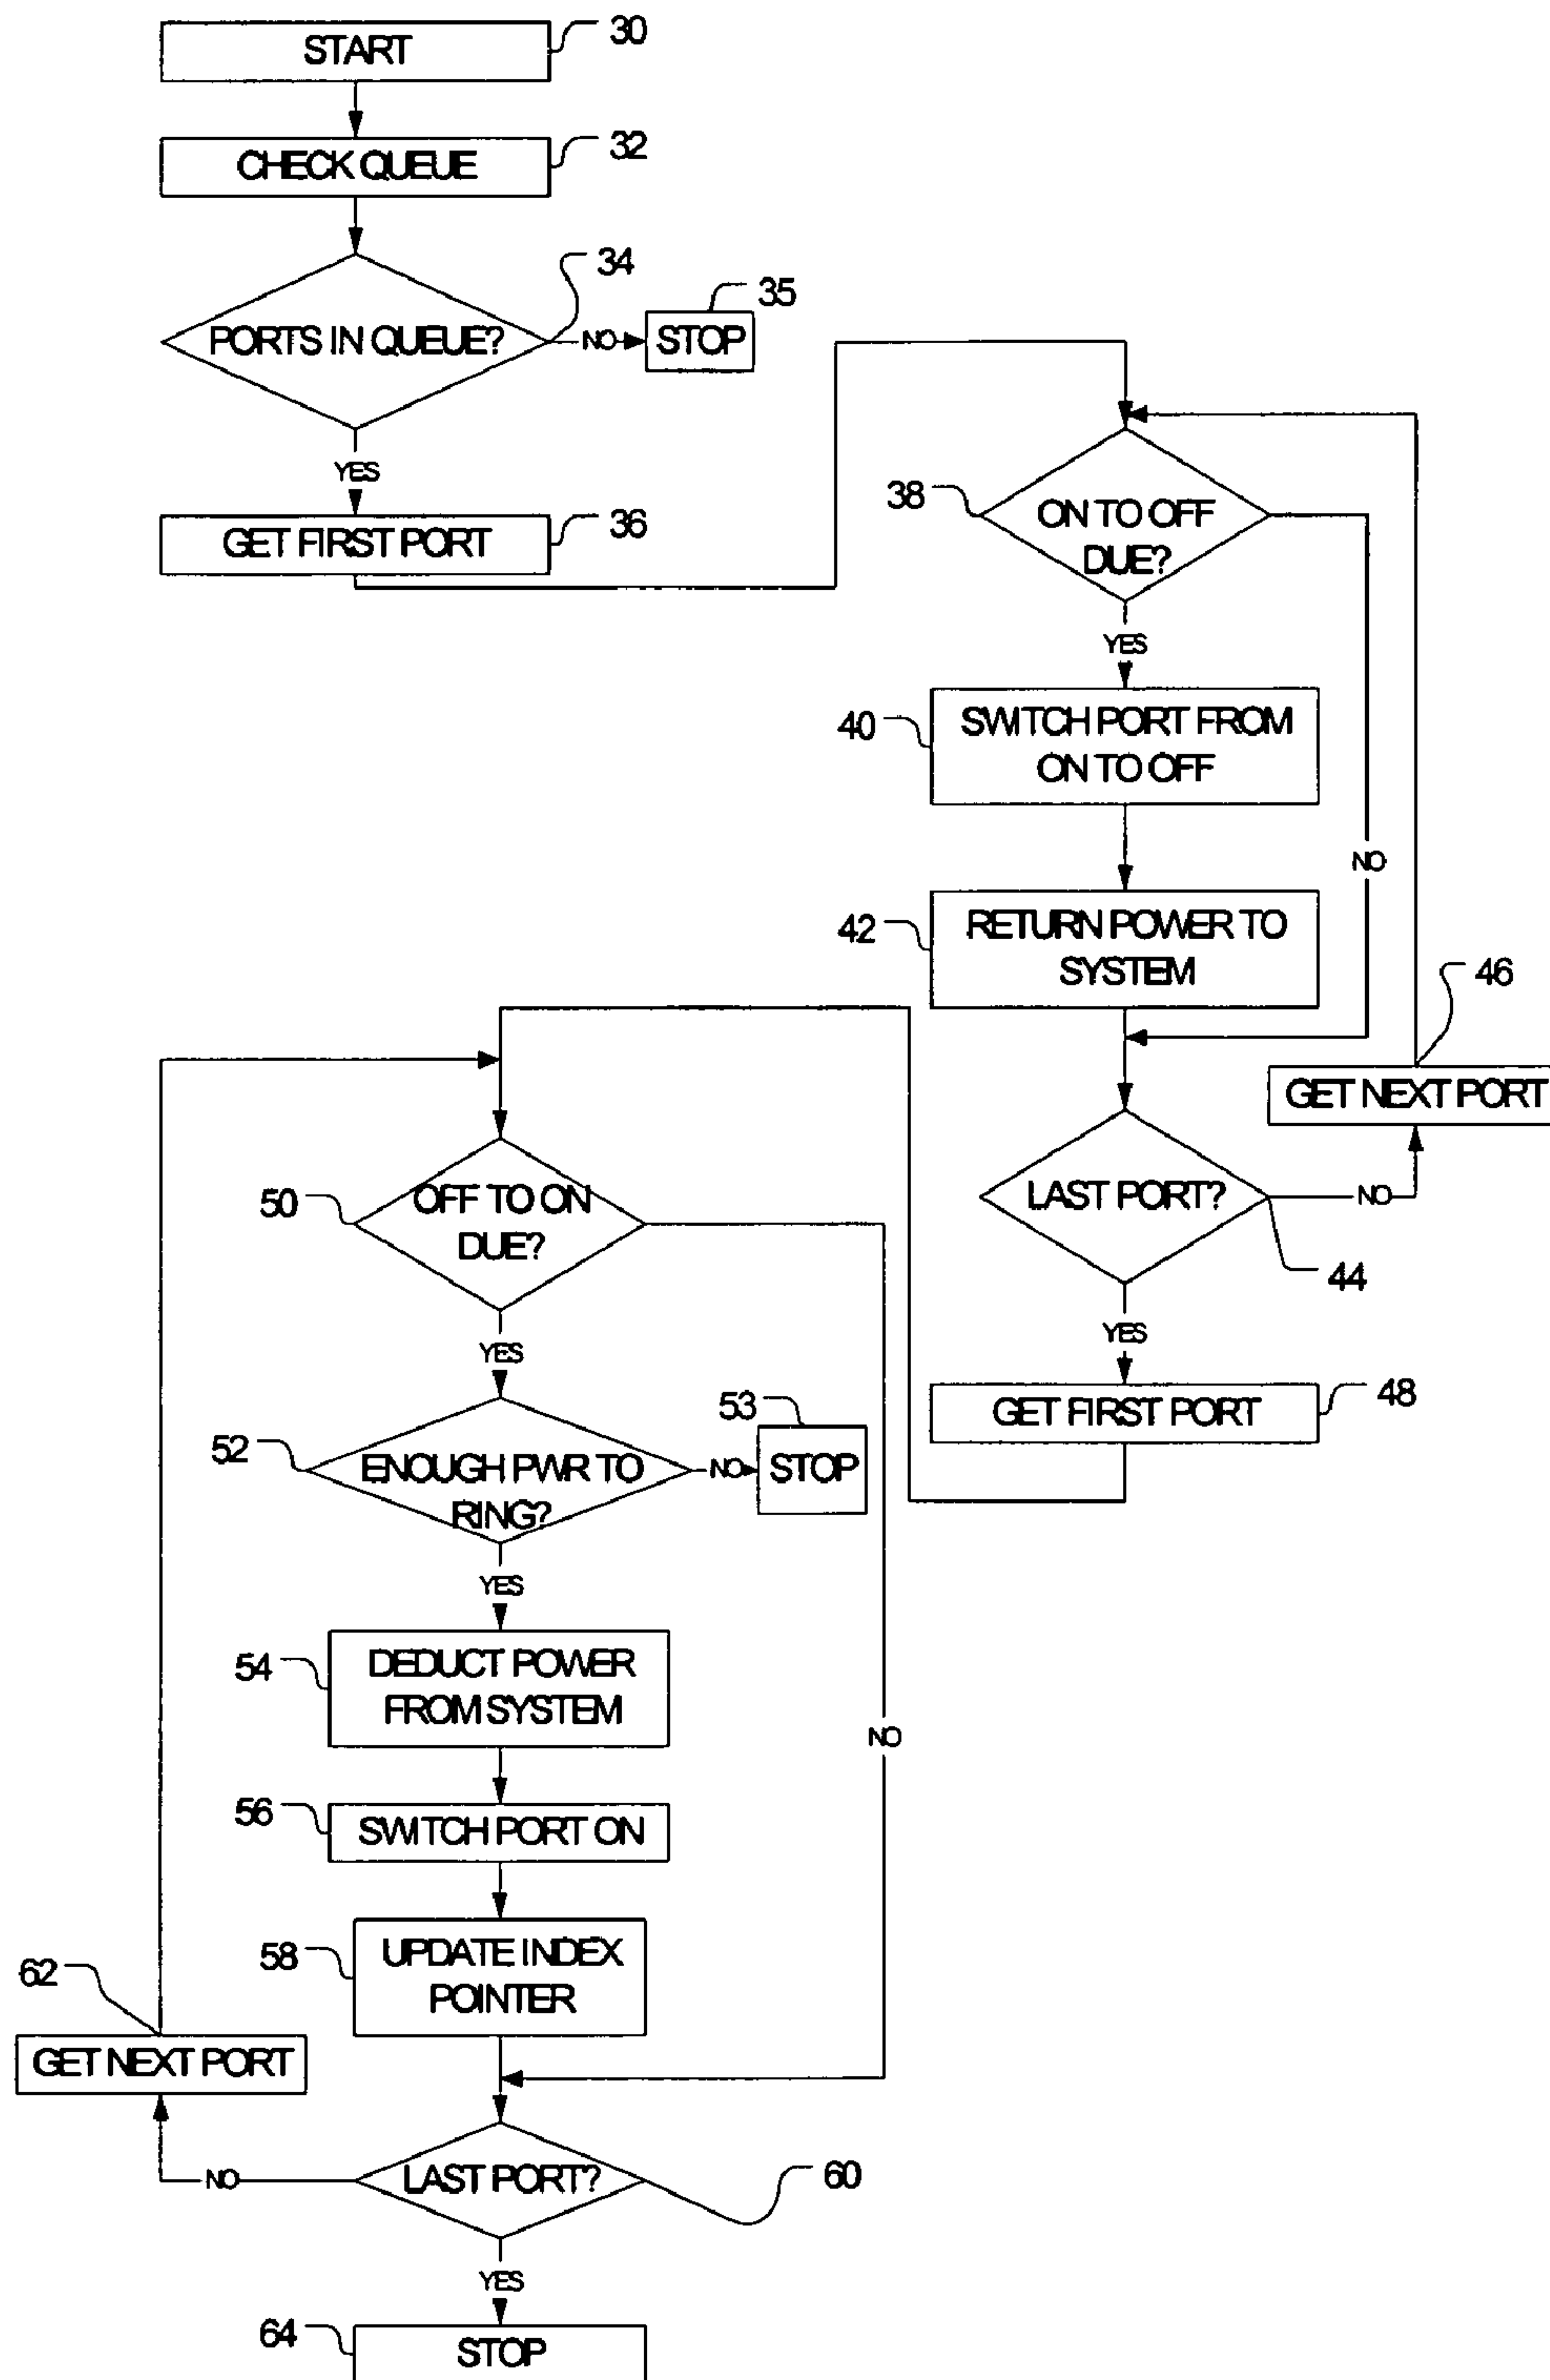 START
30
CHECK QUEUE
32
PORTS IN QUEUE?
34
NO
STOP
35
YES
GET FIRST PORT
36
38
ON TO OFF
DUE?
YES
NO
40
SWITCH PORT FROM
ON TO OFF
42
RETURN POWER TO
SYSTEM
46
GET NEXT PORT
LAST PORT?
NO
44
YES
GET FIRST PORT
48
50
OFF TO ON
DUE?
YES
NO
52
ENOUGH PWR TO
RING?
NO
53
STOP
YES
54
DEDUCT POWER
FROM SYSTEM
56
SWITCH PORT ON
58
UPDATE INDEX
POINTER
62
GET NEXT PORT
NO
LAST PORT?
60
YES
64
STOP